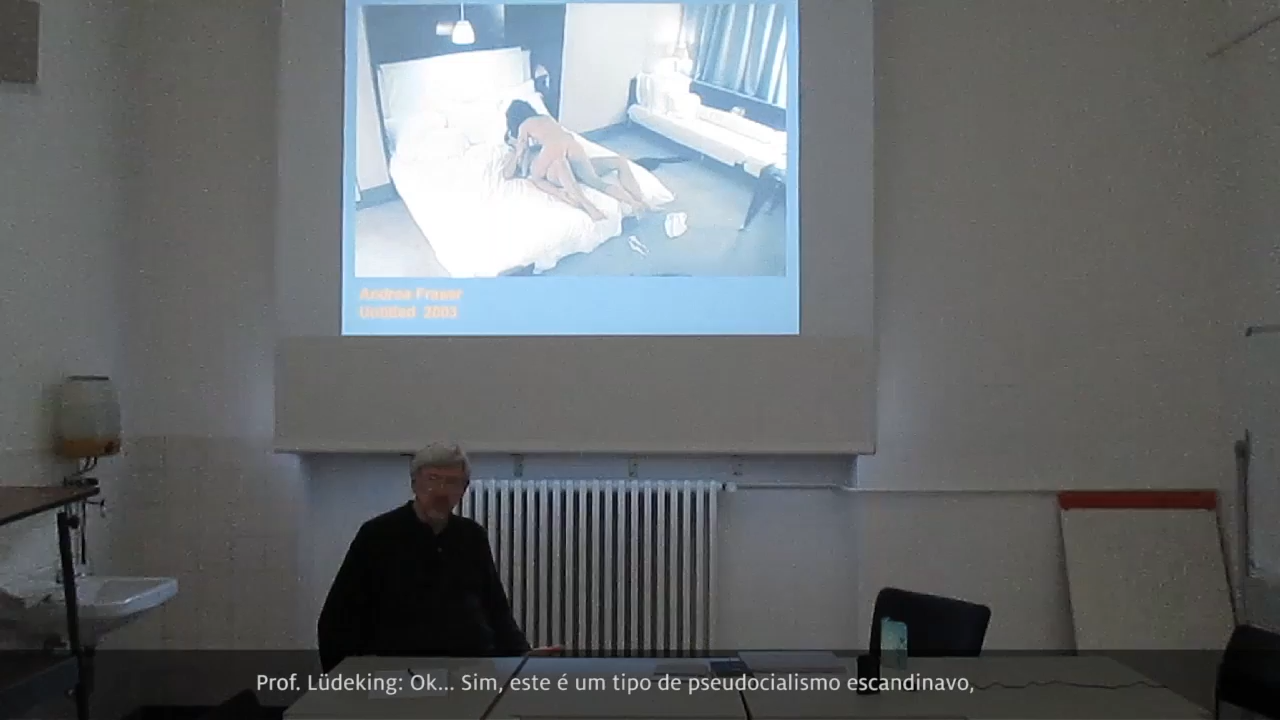 Andrea Fraser
Untitled 2003
Prof. Lüdeking: Ok... Sim, este é um tipo de pseudocialismo escandinavo,